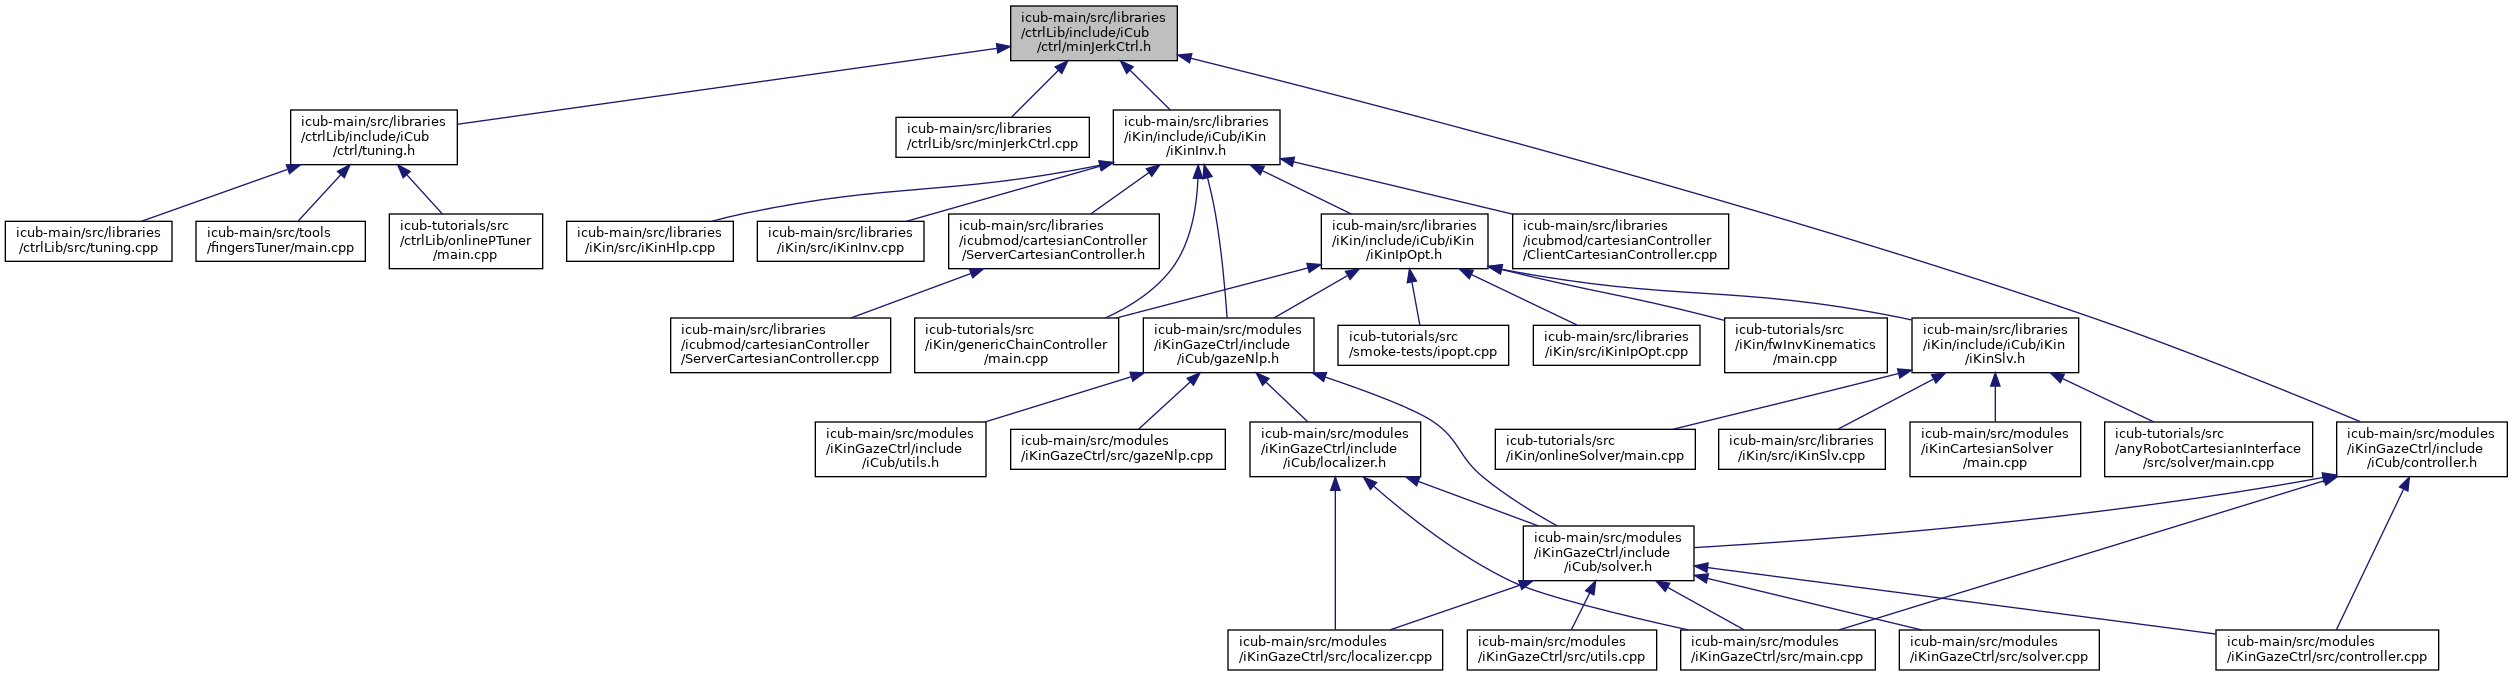 icub-main/src/libraries
/ctrlLib/include/iCub
/ctrl/minJerkCtrl.h
icub-main/src/libraries
/ctrlLib/include/iCub
/ctrl/tuning.h
icub-main/src/libraries
/ctrlLib/src/minJerkCtrl.cpp
icub-main/src/libraries
/iKin/include/iCub/iKin
/iKinInv.h
icub-main/src/libraries
/ctrlLib/src/tuning.cpp
icub-main/src/tools
/fingersTuner/main.cpp
icub-tutorials/src
/ctrlLib/onlinePTuner
/main.cpp
icub-main/src/libraries
/iKin/src/iKinHlp.cpp
icub-main/src/libraries
/iKin/src/iKinInv.cpp
icub-main/src/libraries
/icubmod/cartesianController
/ServerCartesianController.h
icub-main/src/libraries
/iKin/include/iCub/iKin
/iKinIpOpt.h
icub-main/src/libraries
/icubmod/cartesianController
/ClientCartesianController.cpp
icub-main/src/libraries
/icubmod/cartesianController
/ServerCartesianController.cpp
icub-tutorials/src
/iKin/genericChainController
/main.cpp
icub-main/src/modules
/iKinGazeCtrl/include
/iCub/gazeNlp.h
icub-tutorials/src
/smoke-tests/ipopt.cpp
icub-main/src/libraries
/iKin/src/iKinIpOpt.cpp
icub-tutorials/src
/iKin/fwInvKinematics
/main.cpp
icub-main/src/libraries
/iKin/include/iCub/iKin
/iKinSlv.h
icub-main/src/modules
/iKinGazeCtrl/include
/iCub/utils.h
icub-main/src/modules
/iKinGazeCtrl/src/gazeNlp.cpp
icub-main/src/modules
/iKinGazeCtrl/include
/iCub/localizer.h
icub-tutorials/src
/iKin/onlineSolver/main.cpp
icub-main/src/libraries
/iKin/src/iKinSlv.cpp
icub-main/src/modules
/iKinCartesianSolver
/main.cpp
icub-tutorials/src
/anyRobotCartesianInterface
/src/solver/main.cpp
icub-main/src/modules
/iKinGazeCtrl/include
/iCub/controller.h
icub-main/src/modules
/iKinGazeCtrl/include
/iCub/solver.h
icub-main/src/modules
/iKinGazeCtrl/src/localizer.cpp
icub-main/src/modules
/iKinGazeCtrl/src/utils.cpp
icub-main/src/modules
/iKinGazeCtrl/src/main.cpp
icub-main/src/modules
/iKinGazeCtrl/src/solver.cpp
icub-main/src/modules
/iKinGazeCtrl/src/controller.cpp